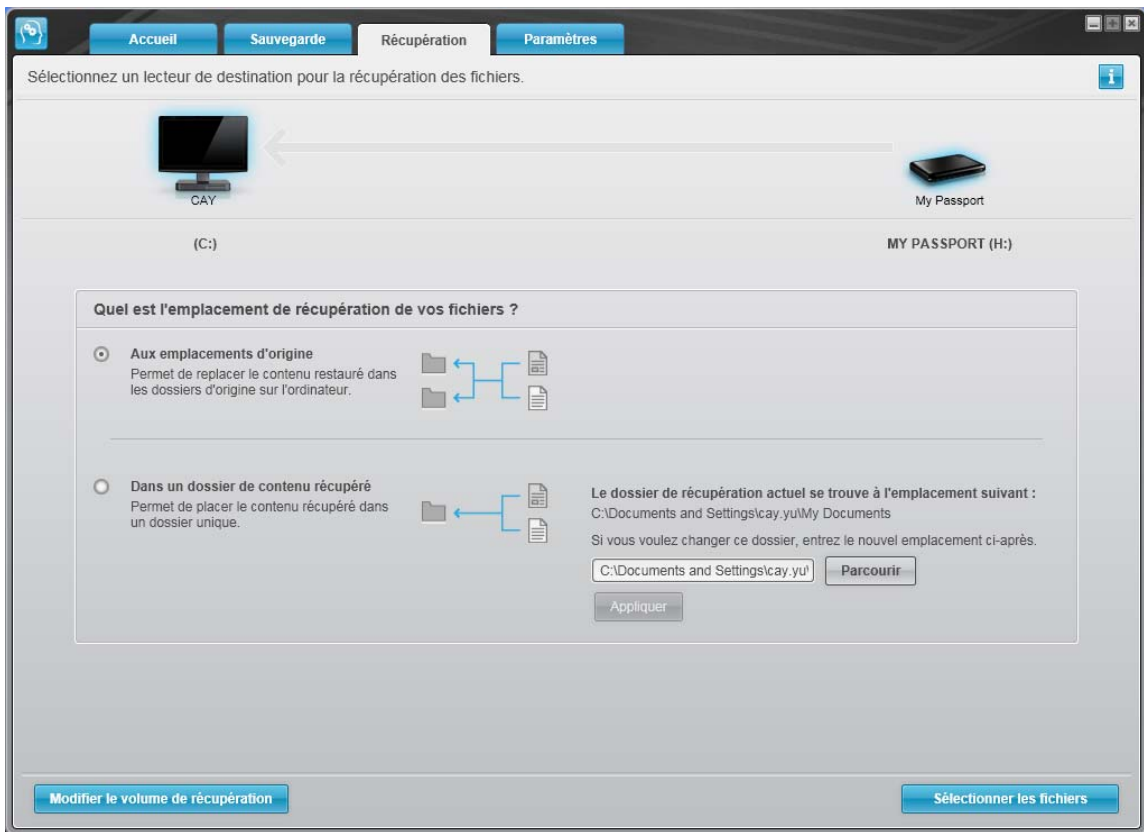 Accueil
Sauvegarde
Récupération
Paramètres
Sélectionnez un lecteur de destination pour la récupération des fichiers.
i
CAY
My Passport
(C:)
MY PASSPORT (H:)
Quel est l'emplacement de récupération de vos fichiers ?
Aux emplacements d'origine
Permet de replacer le contenu restauré dans
les dossiers d'origine sur l'ordinateur.
Dans un dossier de contenu récupéré
Permet de placer le contenu récupéré dans
un dossier unique.
Le dossier de récupération actuel se trouve à l'emplacement suivant :
C:\Documents and Settings\cay.yu\My Documents
Si vous voulez changer ce dossier, entrez le nouvel emplacement ci-après.
C:\Documents and Settings\cay.yu\
Parcourir
Appliquer
Modifier le volume de récupération
Sélectionner les fichiers